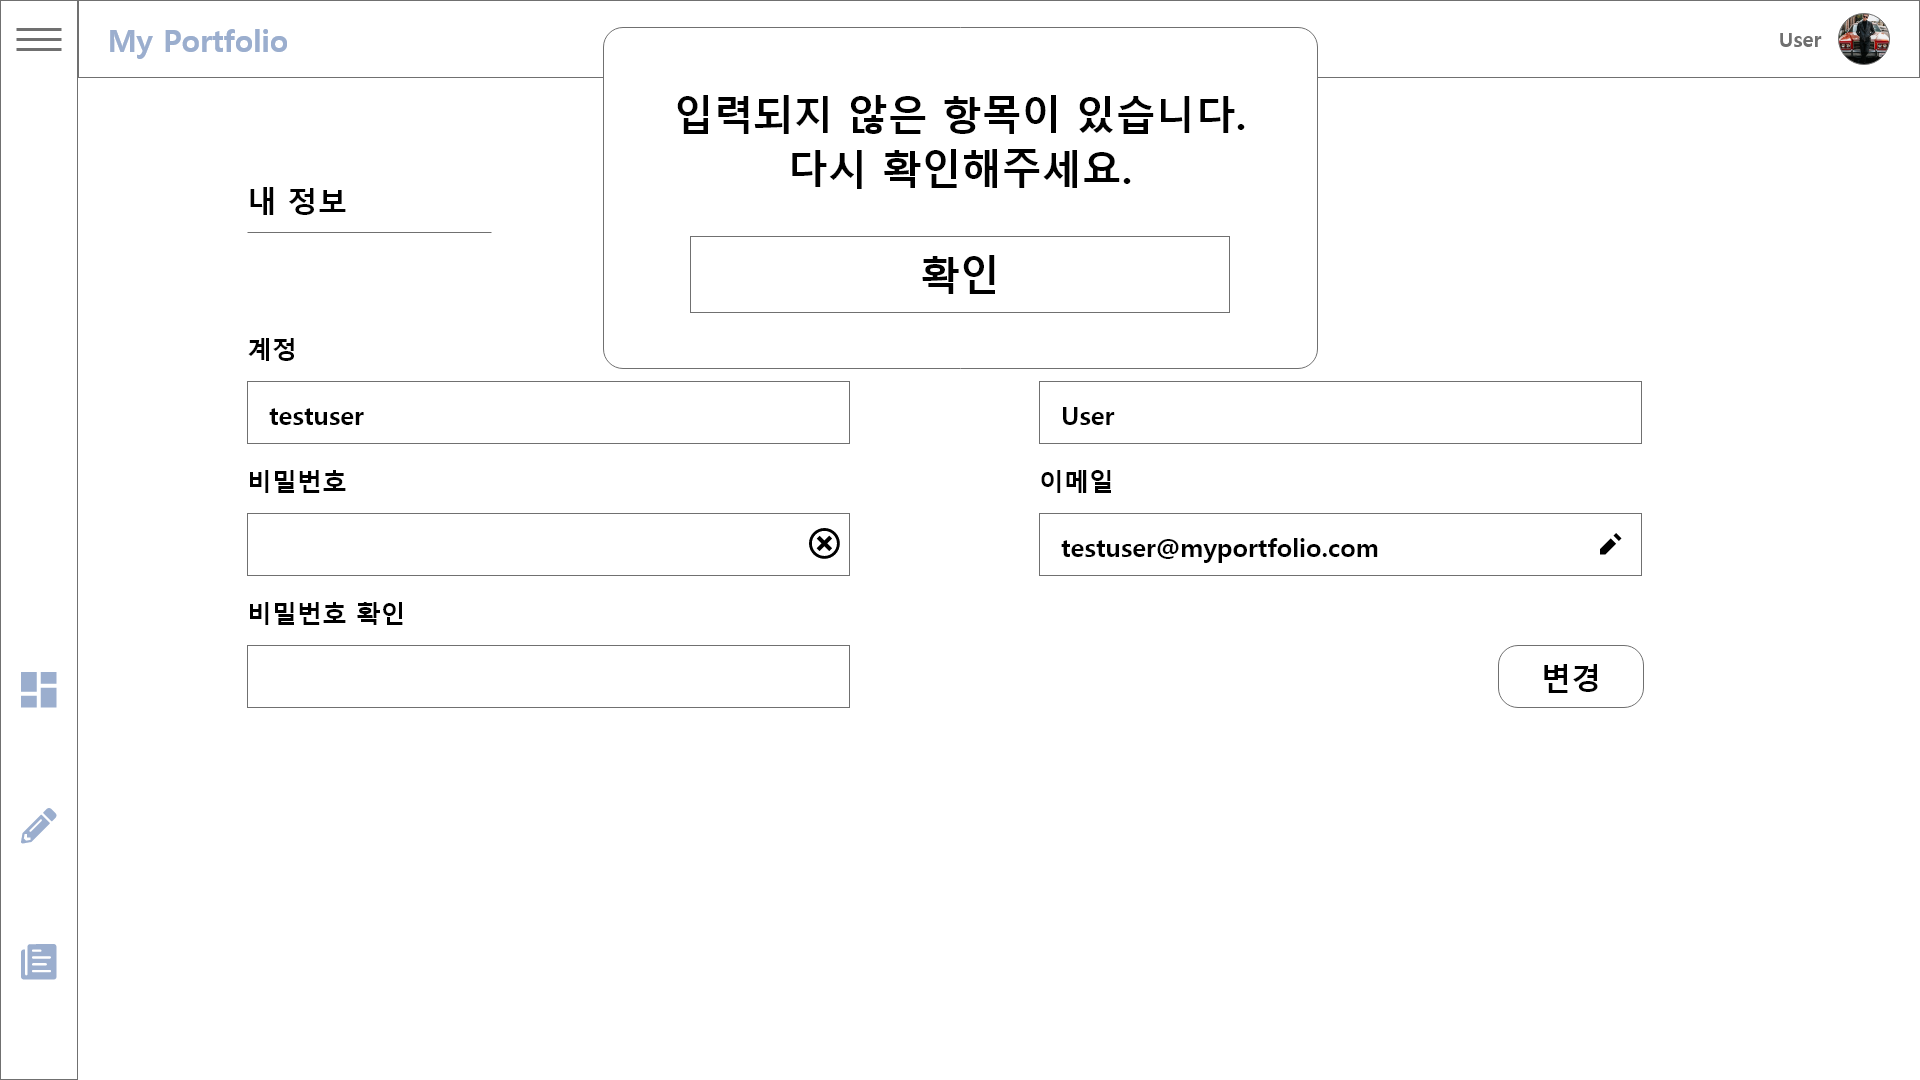 My Portfolio
User
입력되지 않은 항목이 있습니다.
다시 확인해주세요.
확인
내 정보
계정
testuser
User
비밀번호
이메일
testuser@myportfolio.com
비밀번호 확인
변경